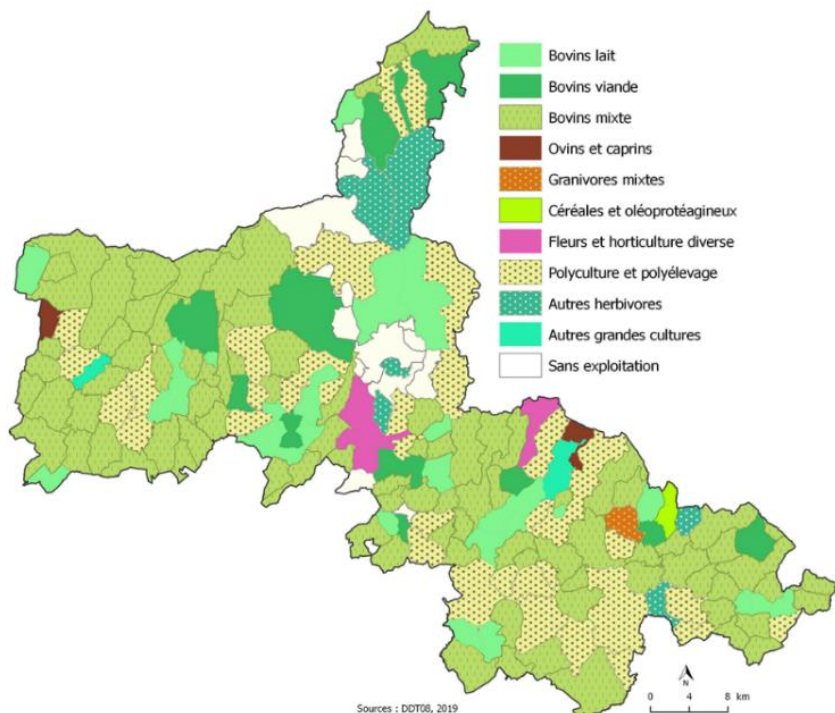 Bovins lait
Bovins viande
Bovins mixte
Ovins et caprins
Granivores mixtes
Céréales et oléoprotéagineux
Fleurs et horticulture diverse
Polyculture et polyélevage
Autres herbivores
Autres grandes cultures
Sans exploitation
N
0 4 8 km
Sources : DDT08, 2019